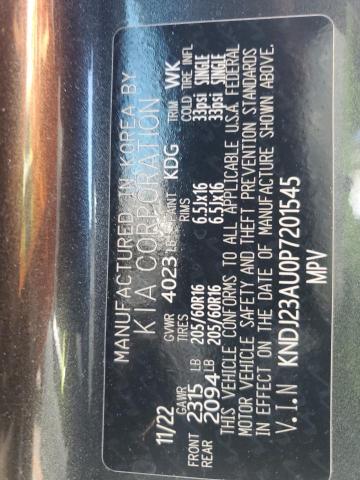 MANUFACTURED IN KOREA BY
KIA CORPORATION
11/22 GVWR 4023 LB PAINT KDG TRIM WK
GAWR TIRES RIMS COLD TIRE INFL
FRONT 2315 LB 205/60R16 6.5Jx16 33psi SINGLE
REAR 2094 LB 205/60R16 6.5Jx16 33psi SINGLE
THIS VEHICLE CONFORMS TO ALL APPLICABLE U.S.A. FEDERAL
MOTOR VEHICLE SAFETY AND THEFT PREVENTION STANDARDS
IN EFFECT ON THE DATE OF MANUFACTURE SHOWN ABOVE.
V.I.N KNDJ23AU0P7201545
MPV